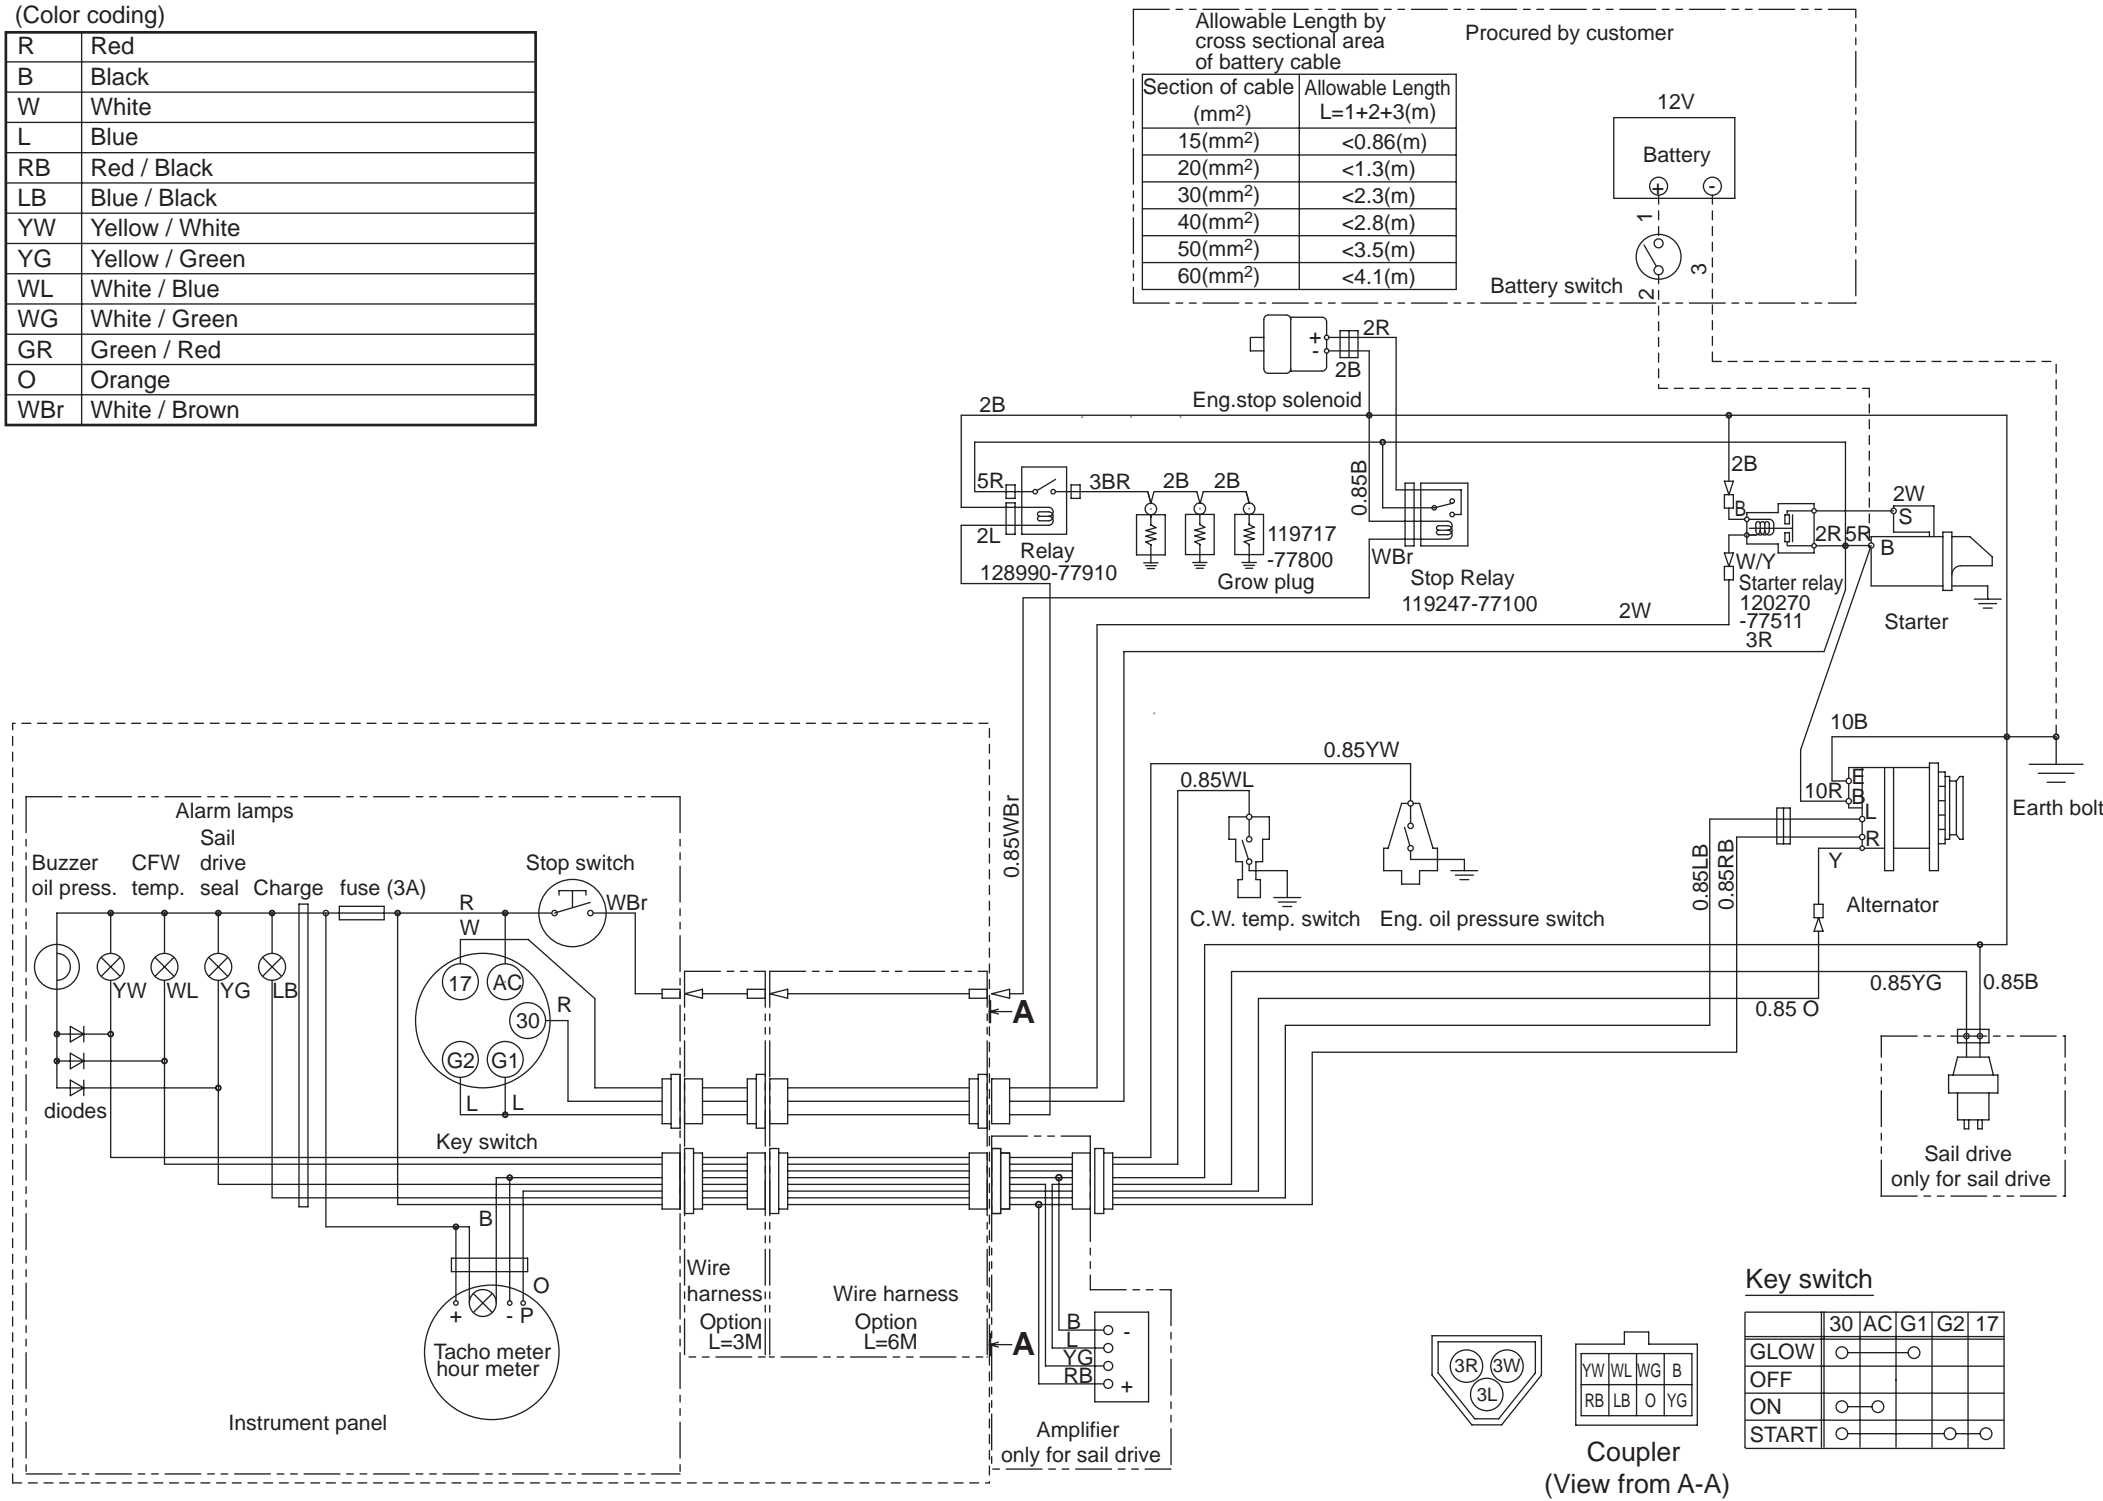 (Color coding)
R Red
B Black
W White
L Blue
RB Red / Black
LB Blue / Black
YW Yellow / White
YG Yellow / Green
WL White / Blue
WG White / Green
GR Green / Red
O Orange
WBr White / Brown
Allowable Length by
cross sectional area
of battery cable
Section of cable (mm²) Allowable Length L=1+2+3(m)
15(mm²) <0.86(m)
20(mm²) <1.3(m)
30(mm²) <2.3(m)
40(mm²) <2.8(m)
50(mm²) <3.5(m)
60(mm²) <4.1(m)
Procured by customer
12V
Battery
+ -
1
2
3
Battery switch
+
-
2R
2B
Eng.stop solenoid
2B
5R
3BR
2B
2B
2L
Relay
128990-77910
119717
-77800
Grow plug
0.85B
WBr
Stop Relay
119247-77100
2B
B
W/Y
2R
5R
Starter relay
120270
-77511
3R
2W
2W
S
B
Starter
10B
10R
E
B
L
R
Y
Alternator
Earth bolt
0.85WBr
0.85YW
0.85WL
C.W. temp. switch
Eng. oil pressure switch
0.85LB
0.85RB
0.85 O
0.85YG
0.85B
Sail drive
only for sail drive
Alarm lamps
Buzzer
oil press.
CFW
temp.
Sail
drive
seal
Charge
fuse (3A)
Stop switch
WBr
R
W
17
AC
30
R
G2
G1
L
L
Key switch
YW
WL
YG
LB
diodes
B
O
+
- P
Tacho meter
hour meter
Instrument panel
Wire
harness
Option
L=3M
Wire harness
Option
L=6M
A
A
B -
L
YG
RB +
Amplifier
only for sail drive
3R 3W
3L
YW WL WG B
RB LB O YG
Coupler
(View from A-A)
Key switch
30 AC G1 G2 17
GLOW
OFF
ON
START